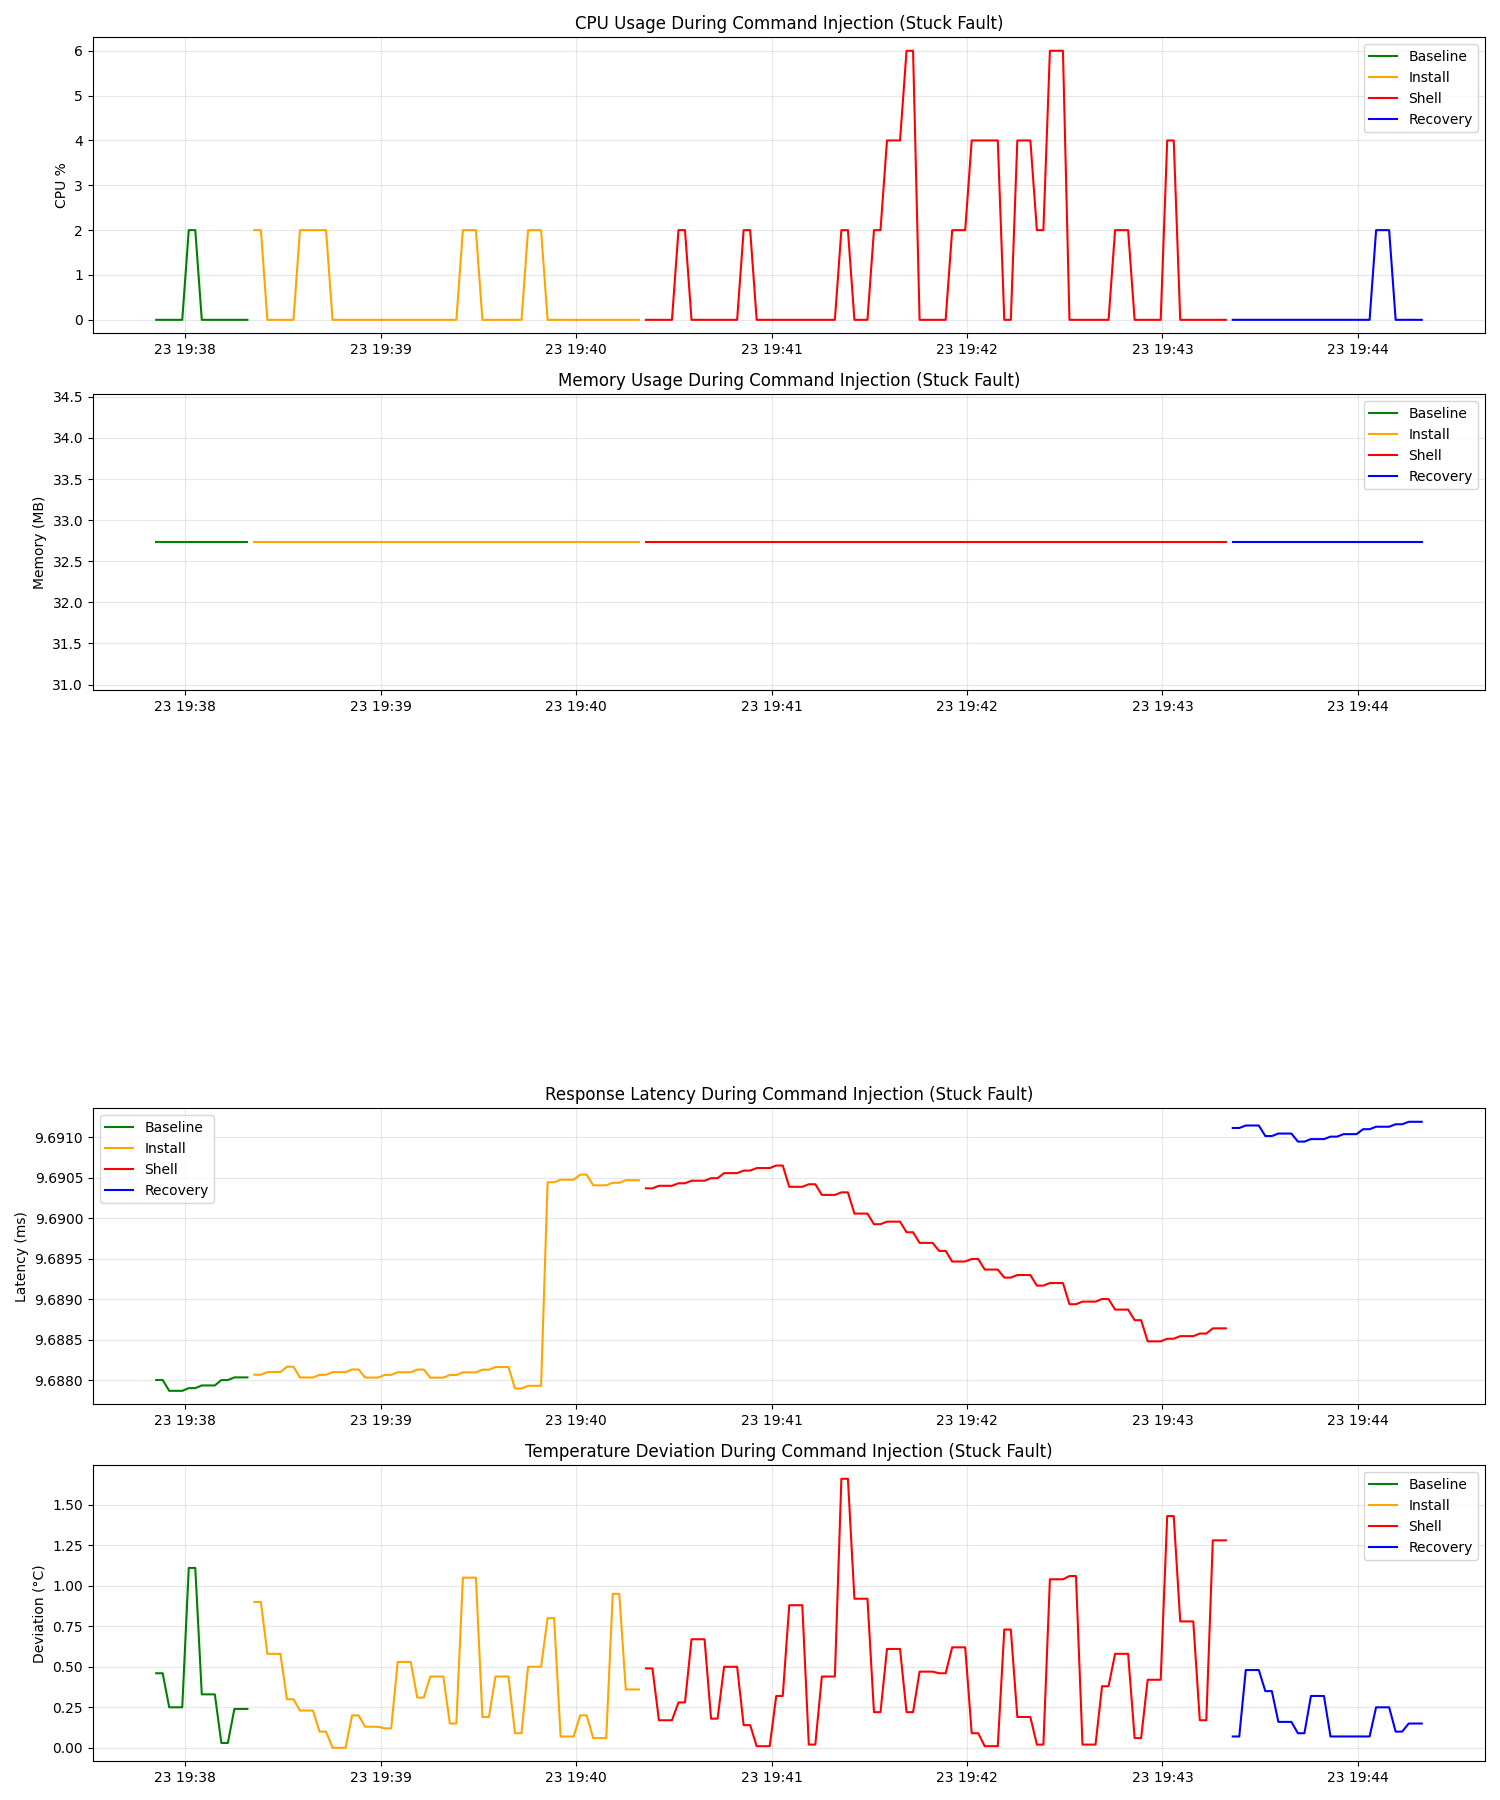 CPU Usage During Command Injection (Stuck Fault)
CPU %
6
5
4
3
2
1
0
Baseline
Install
Shell
Recovery
23 19:38
23 19:39
23 19:40
23 19:41
23 19:42
23 19:43
23 19:44
Memory Usage During Command Injection (Stuck Fault)
Memory (MB)
34.5
34.0
33.5
33.0
32.5
32.0
31.5
31.0
Baseline
Install
Shell
Recovery
23 19:38
23 19:39
23 19:40
23 19:41
23 19:42
23 19:43
23 19:44
Response Latency During Command Injection (Stuck Fault)
Latency (ms)
9.6910
9.6905
9.6900
9.6895
9.6890
9.6885
9.6880
Baseline
Install
Shell
Recovery
23 19:38
23 19:39
23 19:40
23 19:41
23 19:42
23 19:43
23 19:44
Temperature Deviation During Command Injection (Stuck Fault)
Deviation (°C)
1.50
1.25
1.00
0.75
0.50
0.25
0.00
Baseline
Install
Shell
Recovery
23 19:38
23 19:39
23 19:40
23 19:41
23 19:42
23 19:43
23 19:44